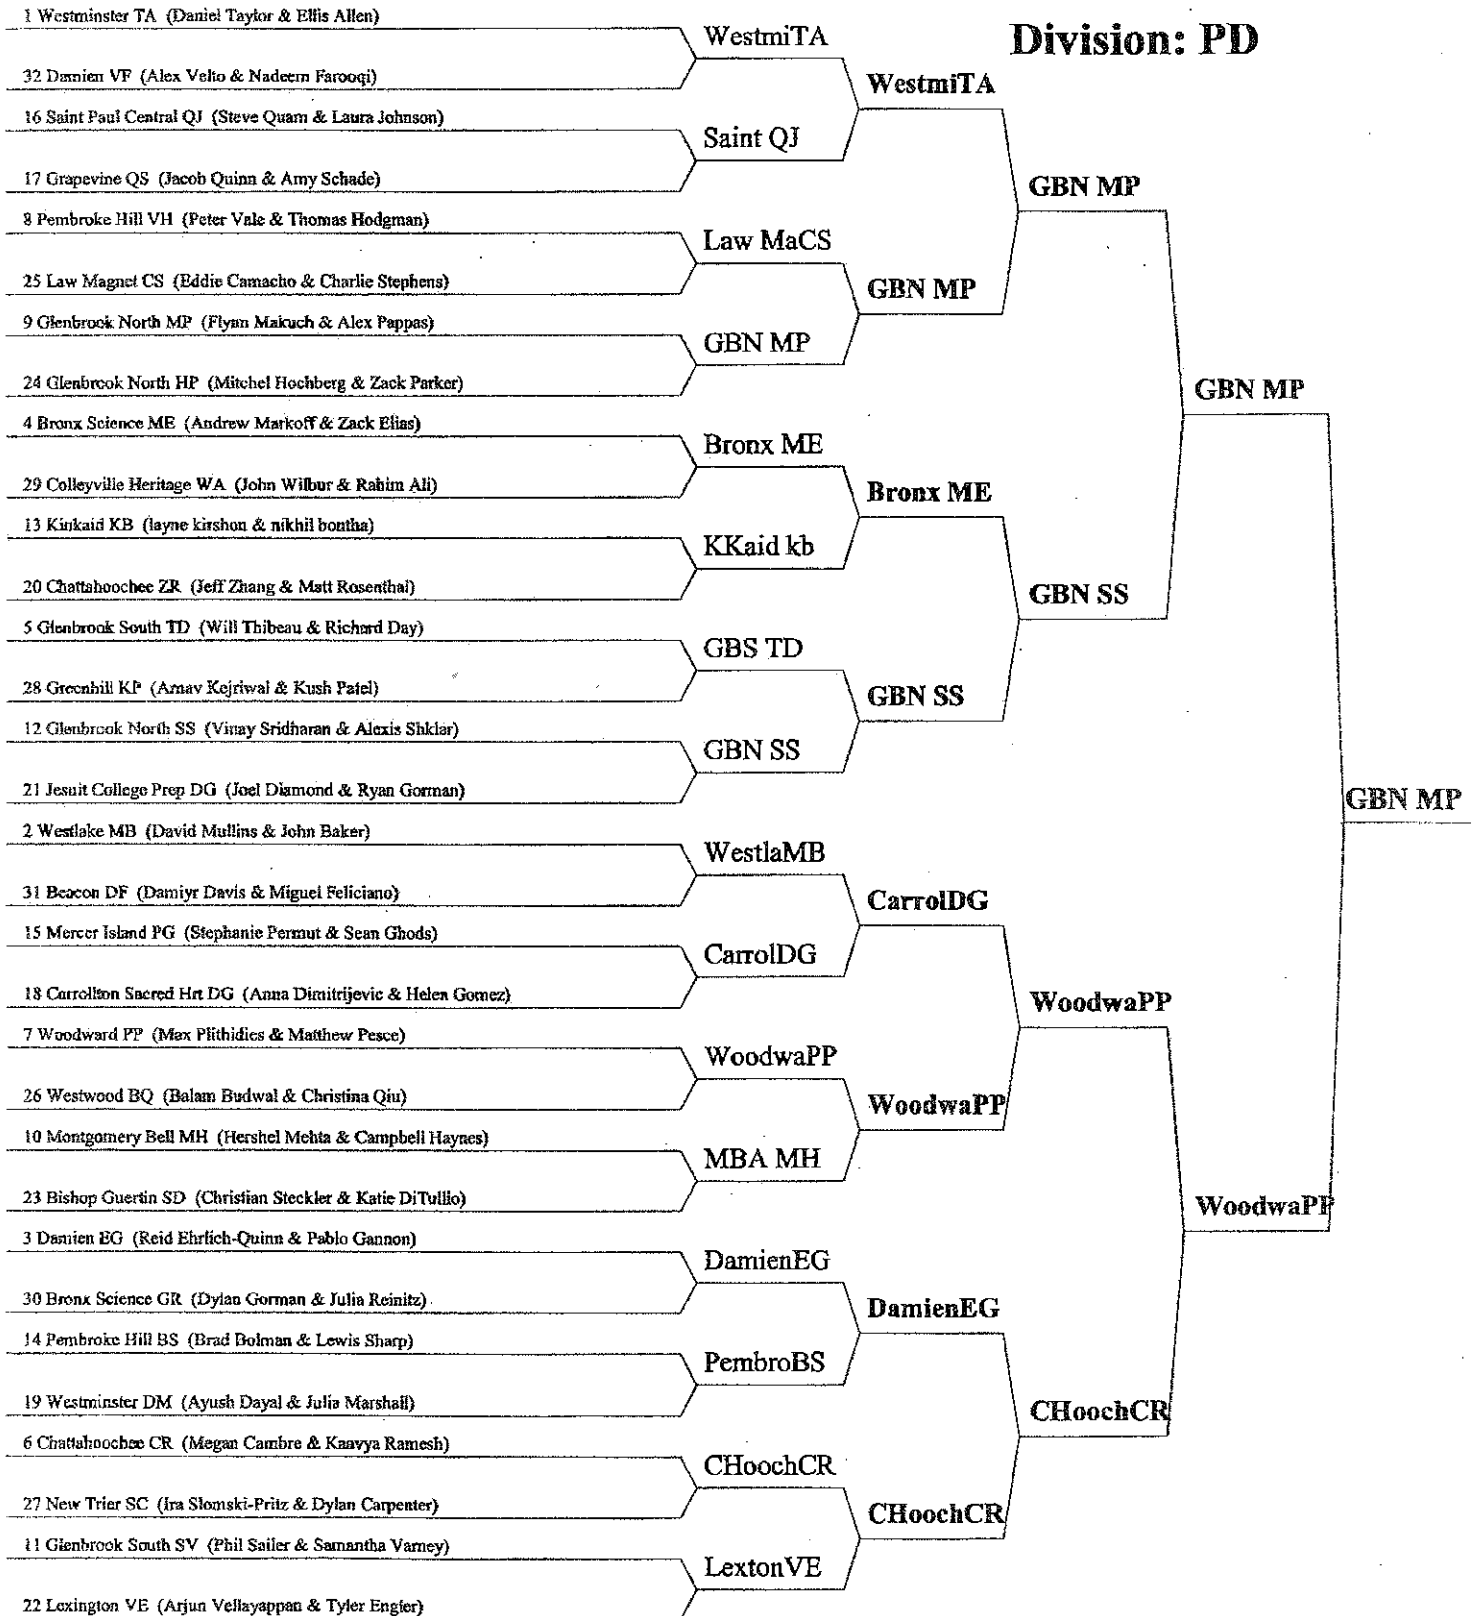 Division: PD
1 Westminster TA (Daniel Taylor & Ellis Allen)
32 Damien VF (Alex Velto & Nadeem Farooqi)
16 Saint Paul Central QJ (Steve Quam & Laura Johnson)
17 Grapevine QS (Jacob Quinn & Amy Schade)
8 Pembroke Hill VH (Peter Vale & Thomas Hodgman)
25 Law Magnet CS (Eddie Camacho & Charlie Stephens)
9 Glenbrook North MP (Flynn Makuch & Alex Pappas)
24 Glenbrook North HP (Mitchel Hochberg & Zack Parker)
4 Bronx Science ME (Andrew Markoff & Zack Elias)
29 Colleyville Heritage WA (John Wilbur & Rahim Ali)
13 Kinkaid KB (layne kirshon & nikhil bontha)
20 Chattahoochee ZR (Jeff Zhang & Matt Rosenthal)
5 Glenbrook South TD (Will Thibeau & Richard Day)
28 Greenhill KP (Arnav Kejriwal & Kush Patel)
12 Glenbrook North SS (Vinay Sridharan & Alexis Shklar)
21 Jesuit College Prep DG (Joel Diamond & Ryan Gorman)
2 Westlake MB (David Mullins & John Baker)
31 Beacon DF (Damiyr Davis & Miguel Feliciano)
15 Mercer Island PG (Stephanie Permut & Sean Ghods)
18 Carrollton Sacred Hrt DG (Anna Dimitrijevic & Helen Gomez)
7 Woodward PP (Max Plithidies & Matthew Pesce)
26 Westwood BQ (Balam Budwal & Christina Qiu)
10 Montgomery Bell MH (Hershel Mehta & Campbell Haynes)
23 Bishop Guertin SD (Christian Steckler & Katie DiTullio)
3 Damien EG (Reid Ehrlich-Quinn & Pablo Gannon)
30 Bronx Science GR (Dylan Gorman & Julia Reinitz)
14 Pembroke Hill BS (Brad Bolman & Lewis Sharp)
19 Westminster DM (Ayush Dayal & Julia Marshall)
6 Chattahoochee CR (Megan Cambre & Kaavya Ramesh)
27 New Trier SC (Ira Slomski-Pritz & Dylan Carpenter)
11 Glenbrook South SV (Phil Sailer & Samantha Varney)
22 Lexington VE (Arjun Vellayappan & Tyler Engler)
WestmiTA
Saint QJ
Law MaCS
GBN MP
Bronx ME
KKaid kb
GBS TD
GBN SS
WestlaMB
CarrolDG
WoodwaPP
MBA MH
DamienEG
PembroBS
CHoochCR
LextonVE
WestmiTA
GBN MP
Bronx ME
GBN SS
CarrolDG
WoodwaPP
DamienEG
CHoochCR
GBN MP
GBN SS
WoodwaPP
CHoochCR
GBN MP
WoodwaPP
GBN MP